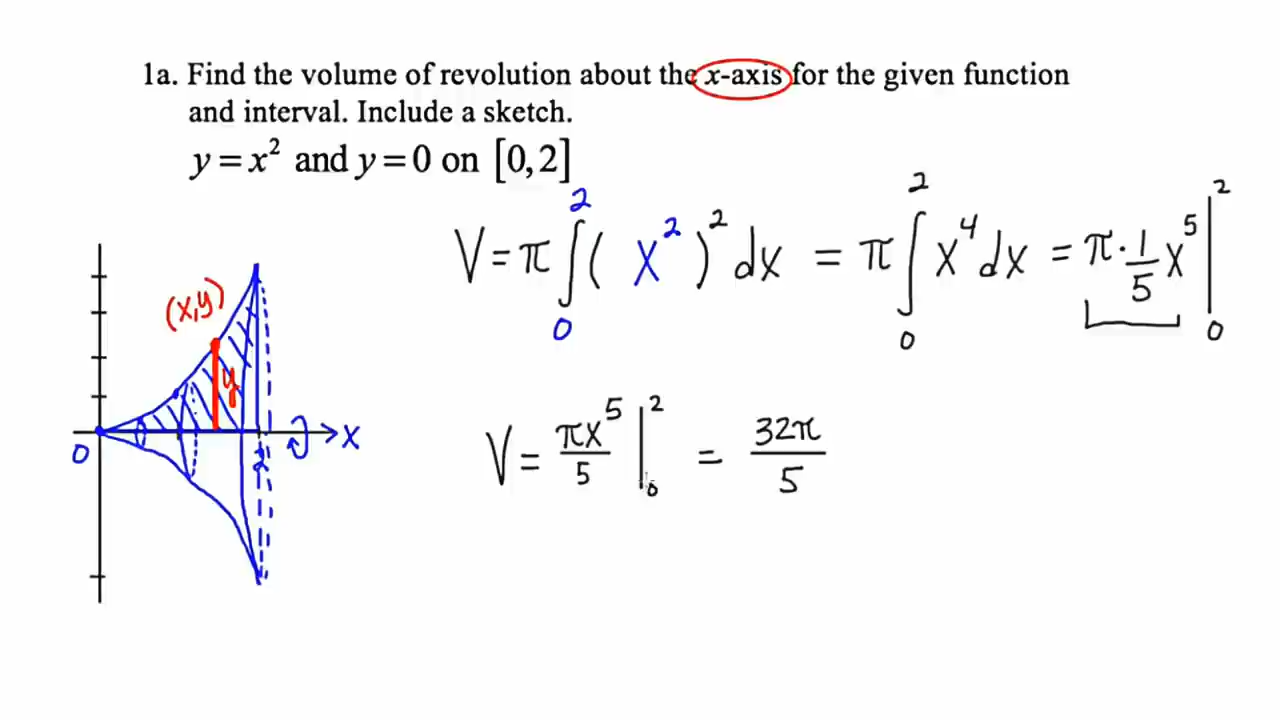 1a. Find the volume of revolution about the x-axis for the given function
and interval. Include a sketch.
y = x² and y = 0 on [0, 2]
V = π ∫₀² ( x² )² dx = π ∫₀² x⁴ dx = π · 1/5 x⁵ |₀²
(x,y)
y
0
2
x
V = πx⁵/5 |₀² = 32π/5